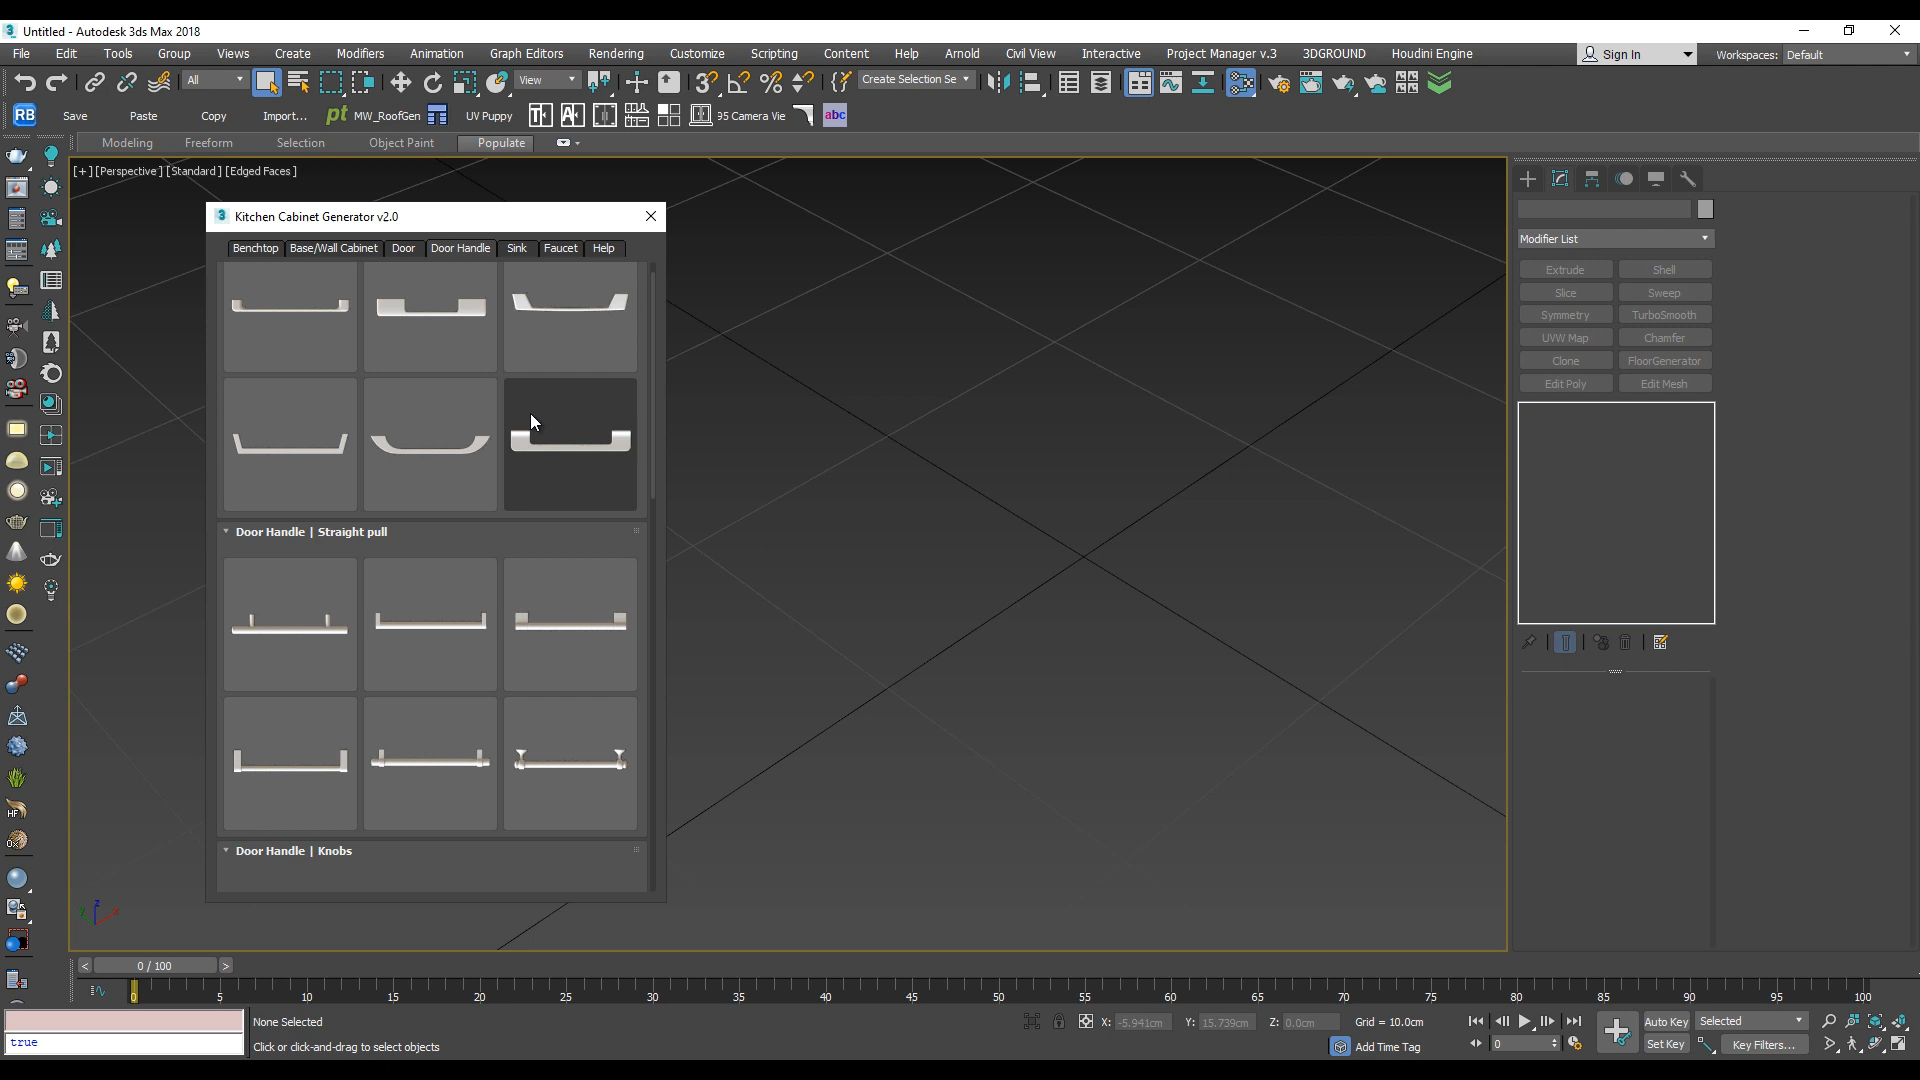 Untitled - Autodesk 3ds Max 2018
File Edit Tools Group Views Create Modifiers Animation Graph Editors Rendering Customize Scripting Content Help Arnold Civil View Interactive Project Manager v.3 3DGROUND Houdini Engine Sign In Workspaces: Default
All View Create Selection Se
RB Save Paste Copy Import... pt MW_RoofGen UV Puppy 95 Camera Vie abc
Modeling Freeform Selection Object Paint Populate
[+] [Perspective] [Standard] [Edged Faces]
Kitchen Cabinet Generator v2.0
Benchtop Base/Wall Cabinet Door Door Handle Sink Faucet Help
Door Handle | Straight pull
Door Handle | Knobs
Modifier List
Extrude Shell
Slice Sweep
Symmetry TurboSmooth
UVW Map Chamfer
Clone FloorGenerator
Edit Poly Edit Mesh
< 0 / 100 >
0 5 10 15 20 25 30 35 40 45 50 55 60 65 70 75 80 85 90 95 100
None Selected X: -5.941cm Y: 15.739cm Z: 0.0cm Grid = 10.0cm Auto Key Selected
true Click or click-and-drag to select objects Add Time Tag 0 Set Key Key Filters...